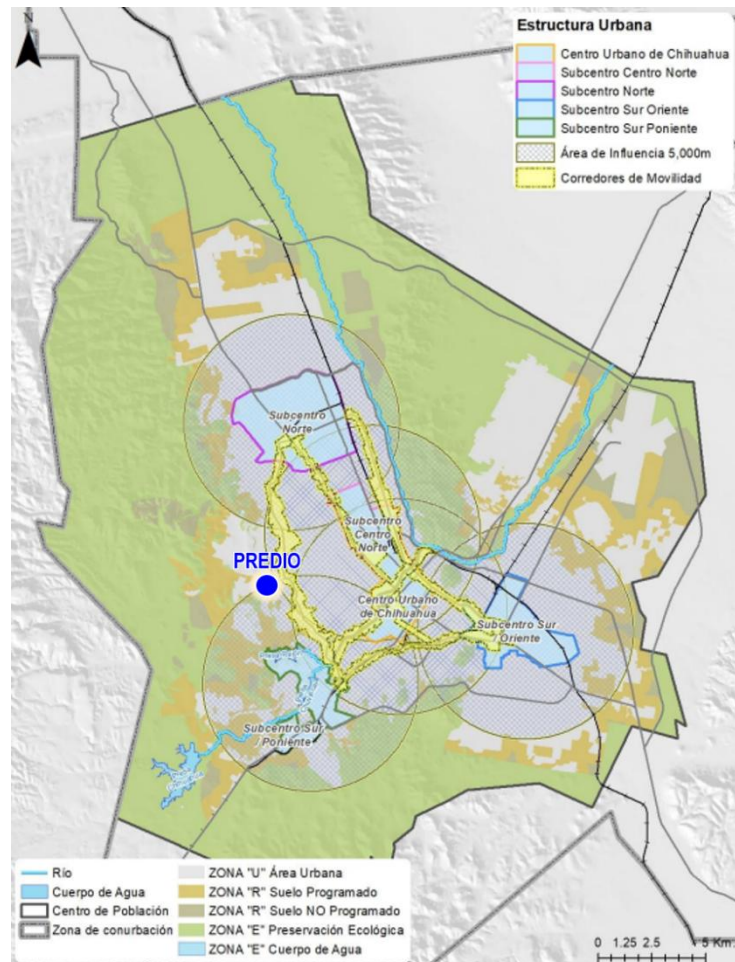 N
Estructura Urbana
Centro Urbano de Chihuahua
Subcentro Centro Norte
Subcentro Norte
Subcentro Sur Oriente
Subcentro Sur Poniente
Área de Influencia 5,000m
Corredores de Movilidad
Subcentro
Norte
Subcentro
Centro
Norte
PREDIO
Centro Urbano
de Chihuahua
Subcentro Sur
Oriente
Subcentro Sur
Poniente
Río
Cuerpo de Agua
Centro de Población
Zona de conurbación
ZONA "U" Área Urbana
ZONA "R" Suelo Programado
ZONA "R" Suelo NO Programado
ZONA "E" Preservación Ecológica
ZONA "E" Cuerpo de Agua
0 1.25 2.5 5 Km